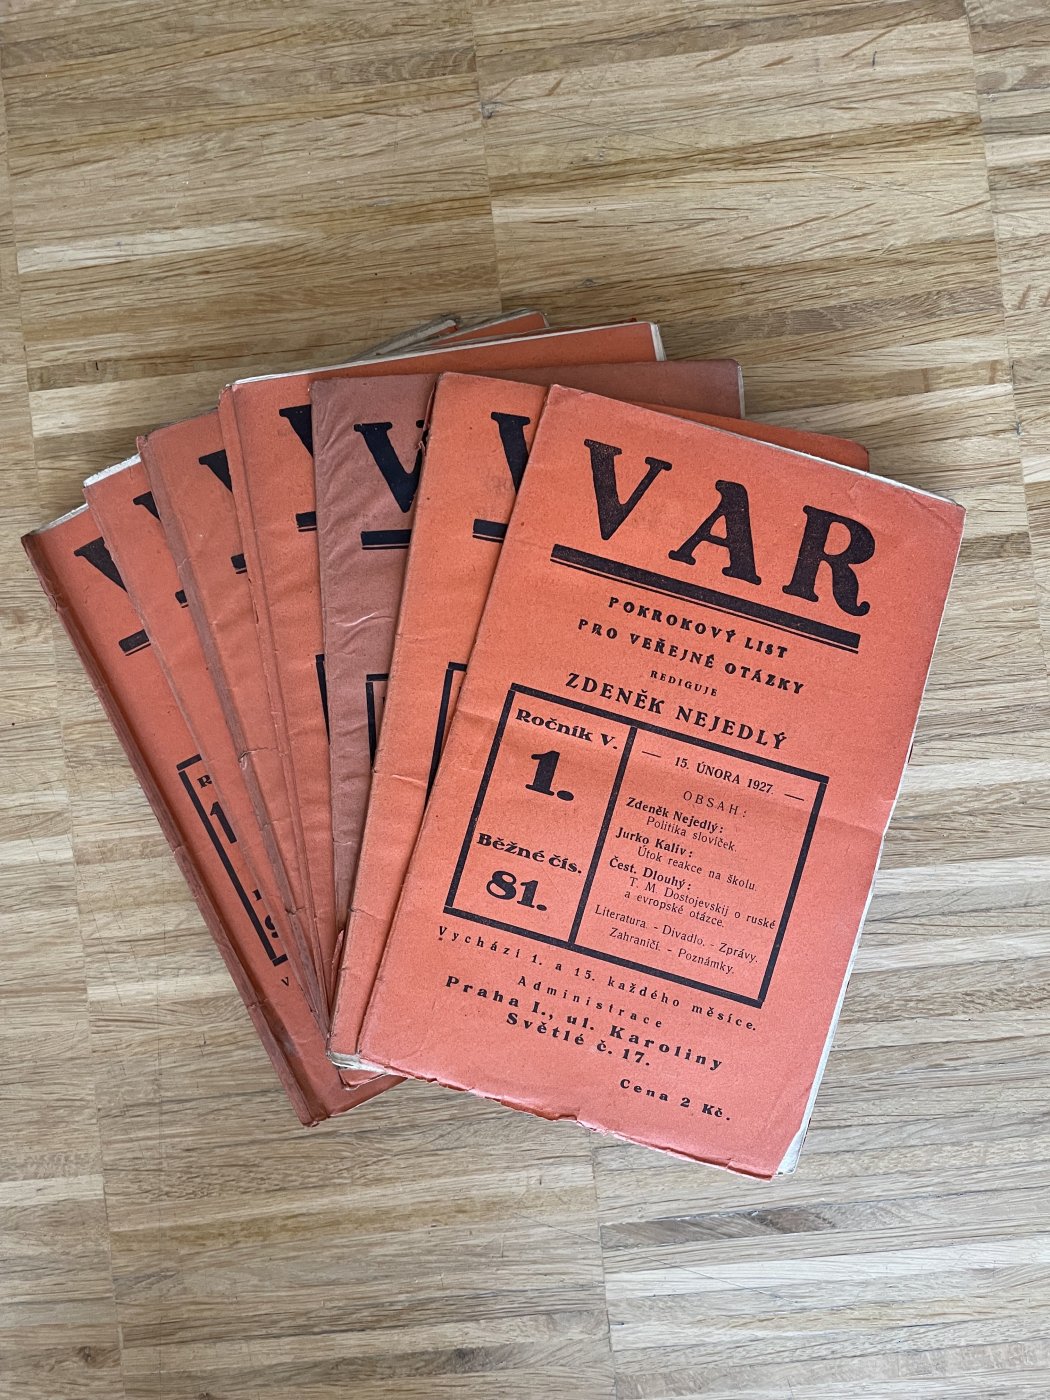 VAR
POKROKOVÝ LIST
PRO VEŘEJNÉ OTÁZKY
REDIGUJE
ZDENĚK NEJEDLÝ
Ročník V.
1.
Běžné čís.
81.
— 15. ÚNORA 1927. —
OBSAH:
Zdeněk Nejedlý:
Politika slovíček.
Jurko Kaliv:
Útok reakce na školu.
Čest. Dlouhý:
T. M. Dostojevskij o ruské
a evropské otázce.
Literatura. - Divadlo. - Zprávy.
Zahraničí. - Poznámky.
Vychází 1. a 15. každého měsíce.
Administrace
Praha I., ul. Karoliny
Světlé č. 17.
Cena 2 Kč.
V
V
V
V
V
V